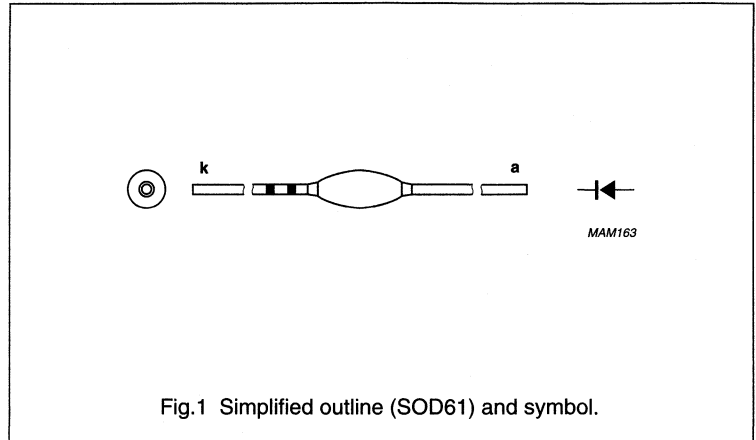 k
a
MAM163
Fig.1 Simplified outline (SOD61) and symbol.